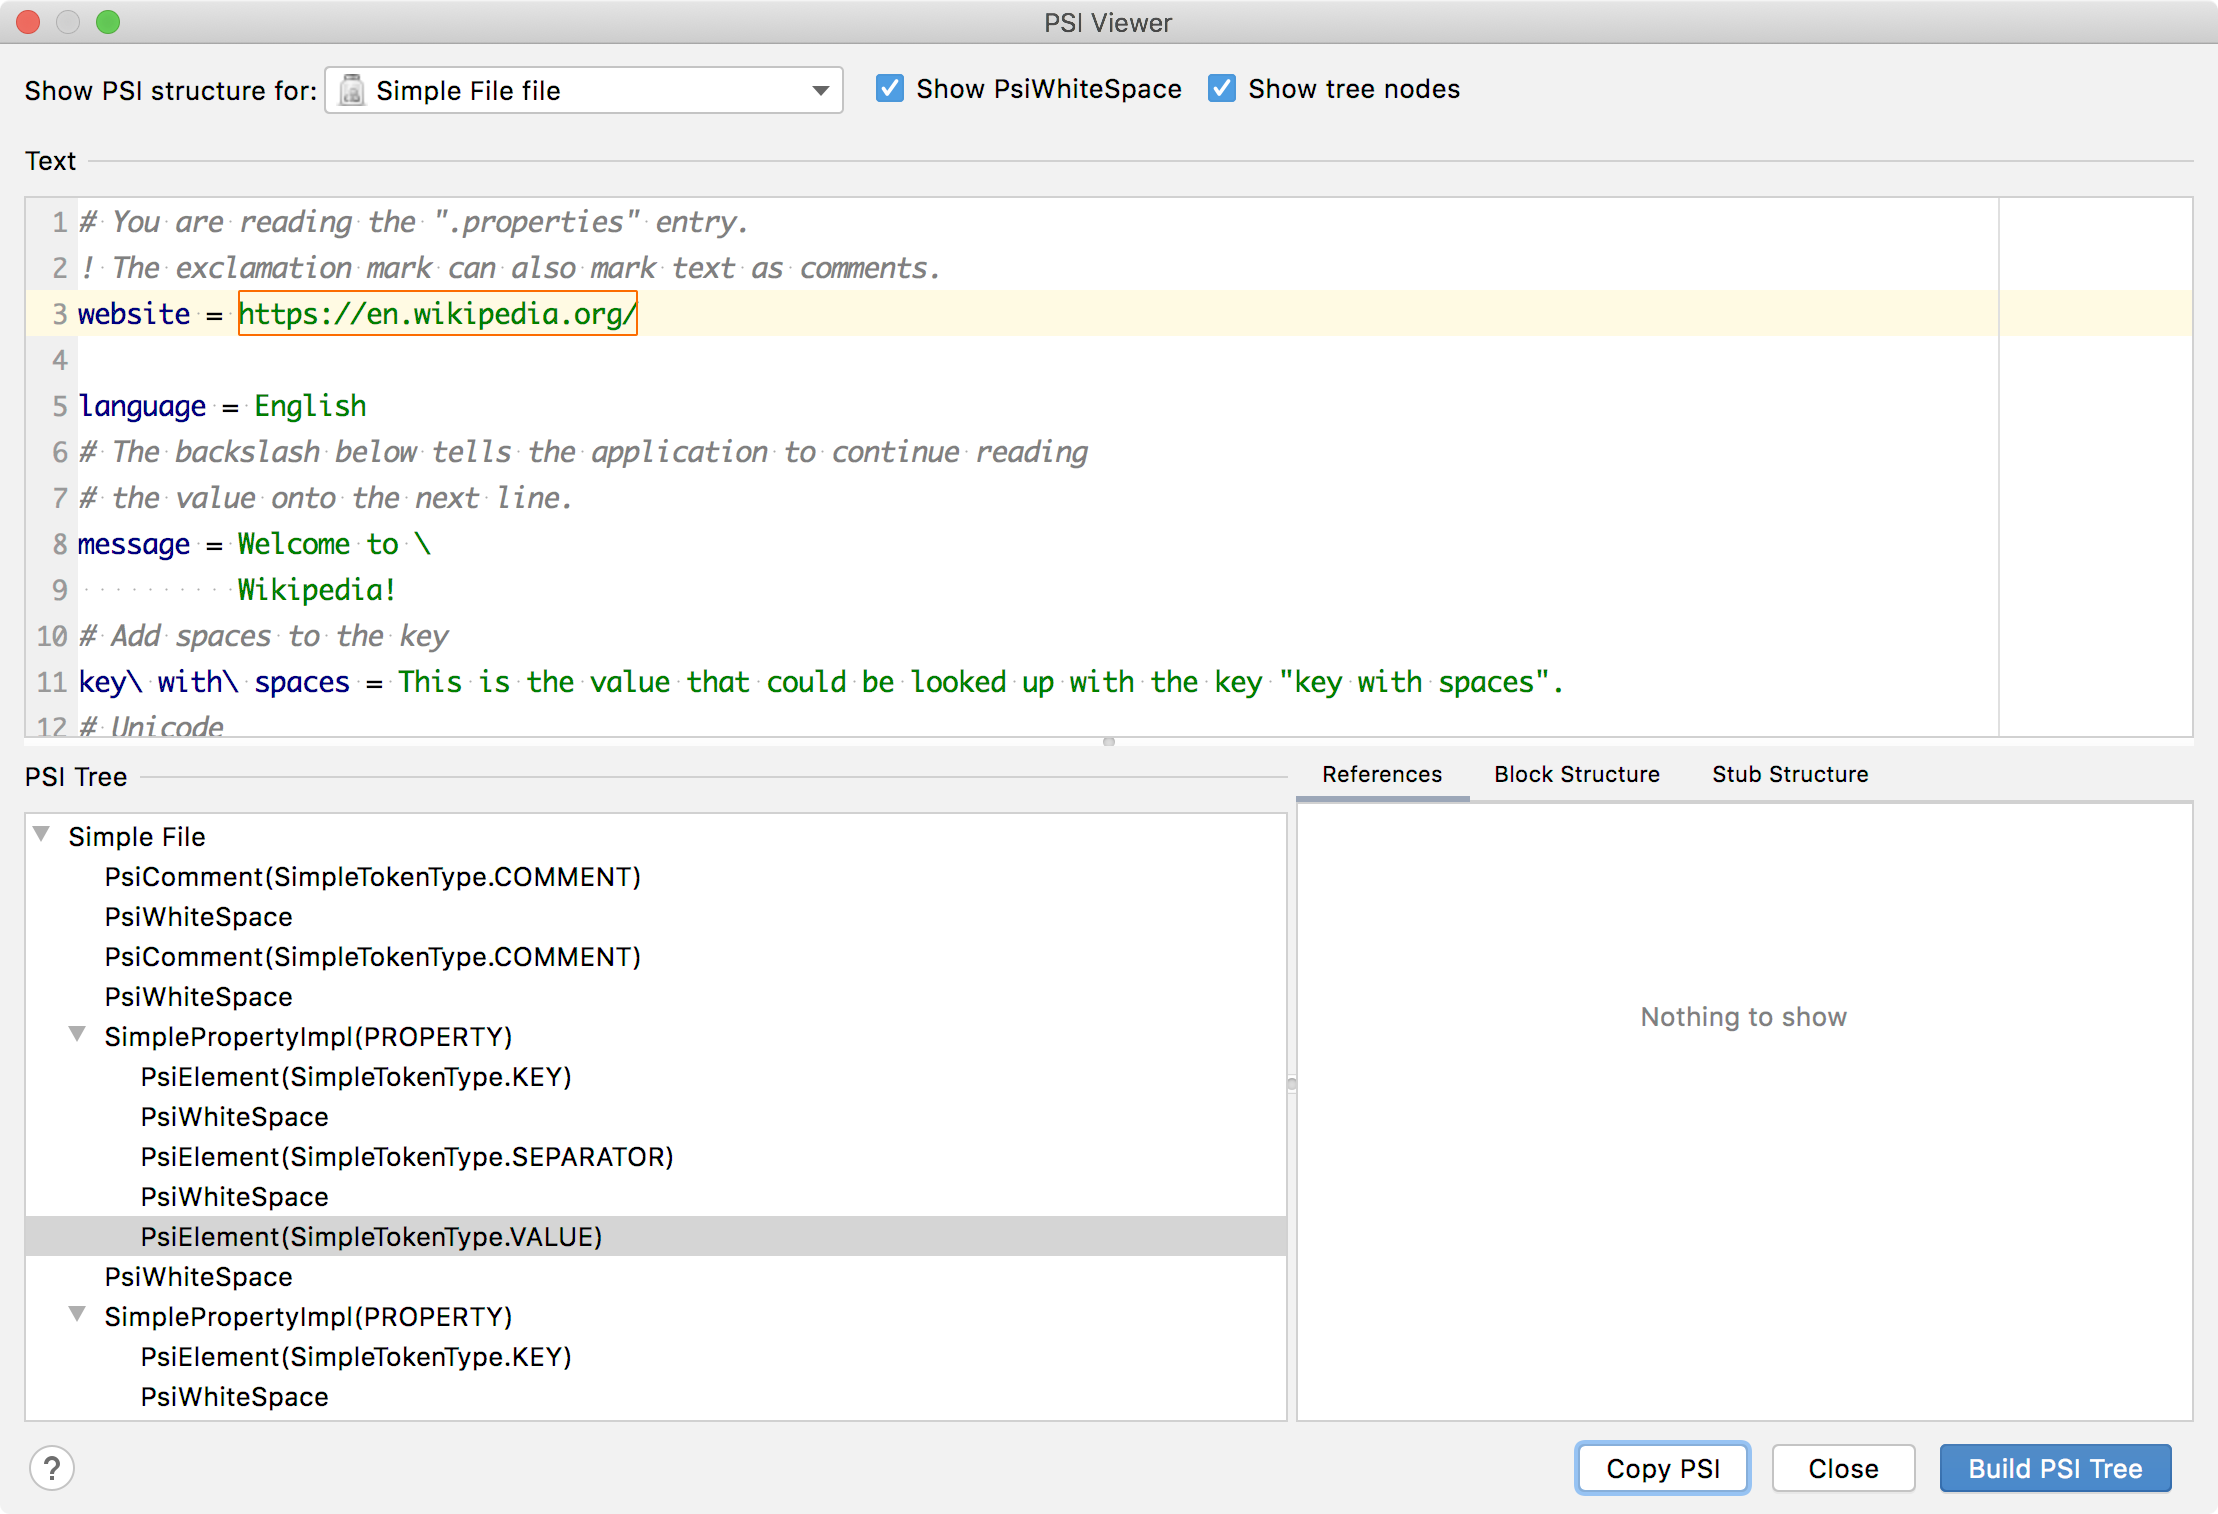 PSI Viewer
Show PSI structure for: Simple File file Show PsiWhiteSpace Show tree nodes
Text
1 # You are reading the ".properties" entry.
2 ! The exclamation mark can also mark text as comments.
3 website = https://en.wikipedia.org/
4
5 language = English
6 # The backslash below tells the application to continue reading
7 # the value onto the next line.
8 message = Welcome to \
9 Wikipedia!
10 # Add spaces to the key
11 key\ with\ spaces = This is the value that could be looked up with the key "key with spaces".
12 # Unicode
PSI Tree
Simple File
PsiComment(SimpleTokenType.COMMENT)
PsiWhiteSpace
PsiComment(SimpleTokenType.COMMENT)
PsiWhiteSpace
SimplePropertyImpl(PROPERTY)
PsiElement(SimpleTokenType.KEY)
PsiWhiteSpace
PsiElement(SimpleTokenType.SEPARATOR)
PsiWhiteSpace
PsiElement(SimpleTokenType.VALUE)
PsiWhiteSpace
SimplePropertyImpl(PROPERTY)
PsiElement(SimpleTokenType.KEY)
PsiWhiteSpace
References Block Structure Stub Structure
Nothing to show
? Copy PSI Close Build PSI Tree